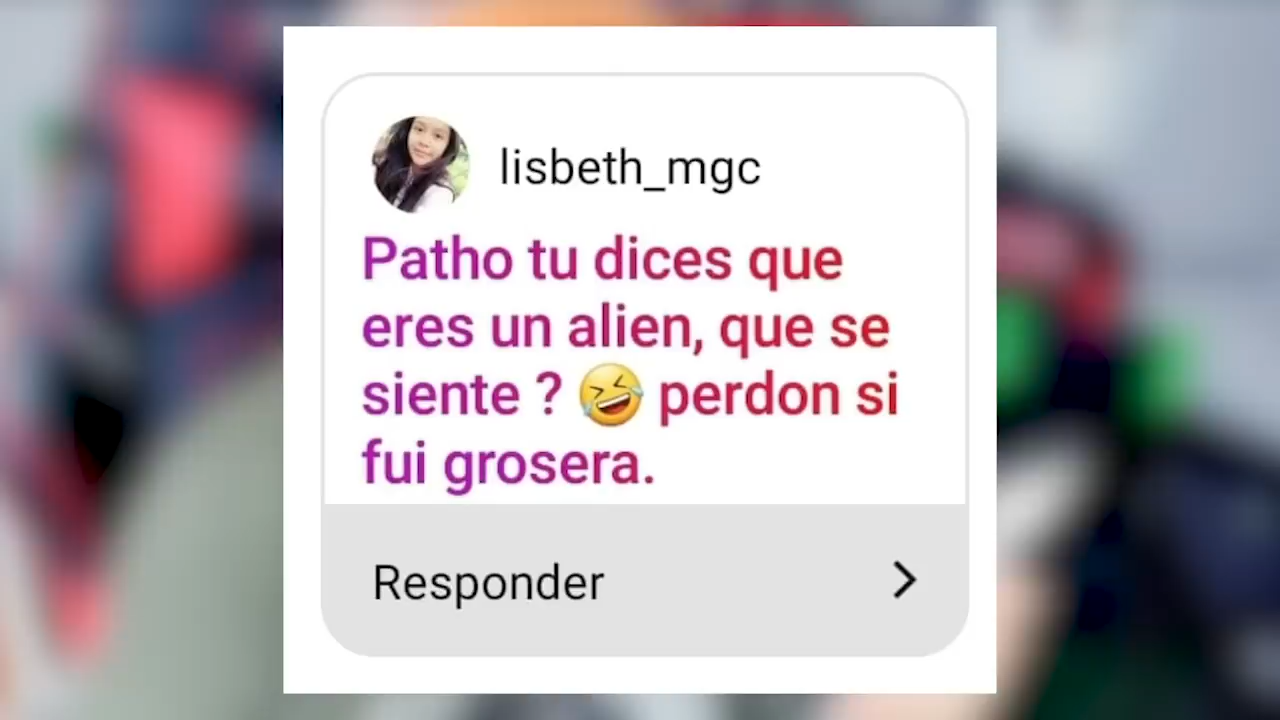 lisbeth_mgc
Patho tu dices que
eres un alien, que se
siente ? 🤣 perdon si
fui grosera.
Responder